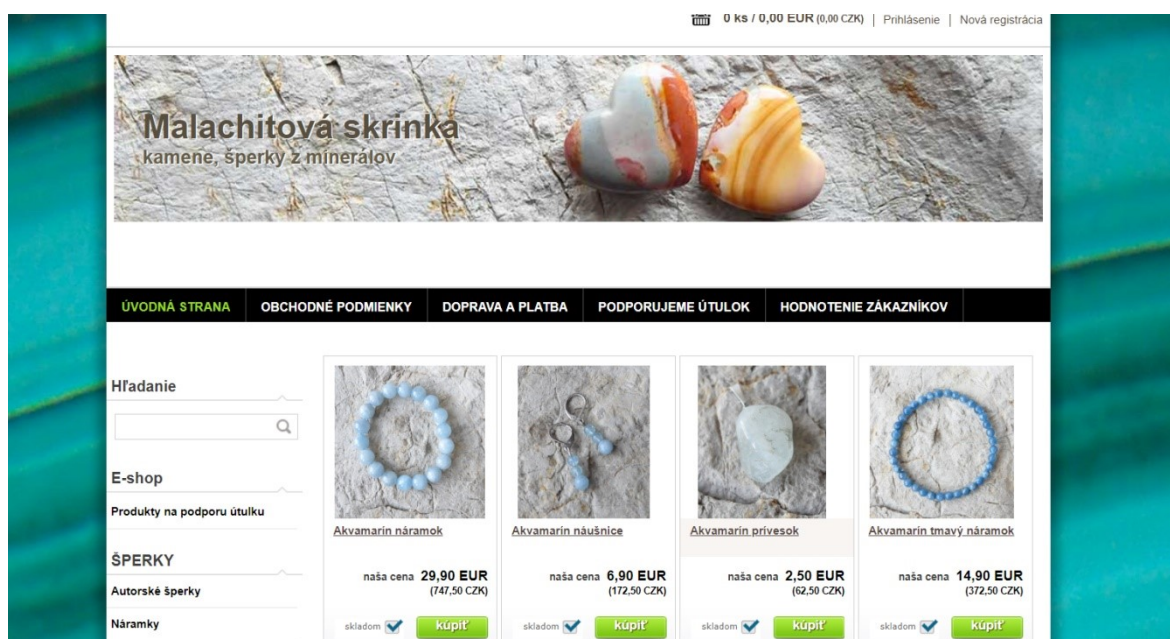 0 ks / 0,00 EUR (0,00 CZK) | Prihlásenie | Nová registrácia
Malachitová skrinka
kamene, šperky z minerálov
ÚVODNÁ STRANA OBCHODNÉ PODMIENKY DOPRAVA A PLATBA PODPORUJEME ÚTULOK HODNOTENIE ZÁKAZNÍKOV
Hľadanie
E-shop
Produkty na podporu útulku
ŠPERKY
Autorské šperky
Náramky
Akvamarín náramok
naša cena 29,90 EUR
(747,50 CZK)
skladom kúpiť
Akvamarín náušnice
naša cena 6,90 EUR
(172,50 CZK)
skladom kúpiť
Akvamarín prívesok
naša cena 2,50 EUR
(62,50 CZK)
skladom kúpiť
Akvamarín tmavý náramok
naša cena 14,90 EUR
(372,50 CZK)
skladom kúpiť